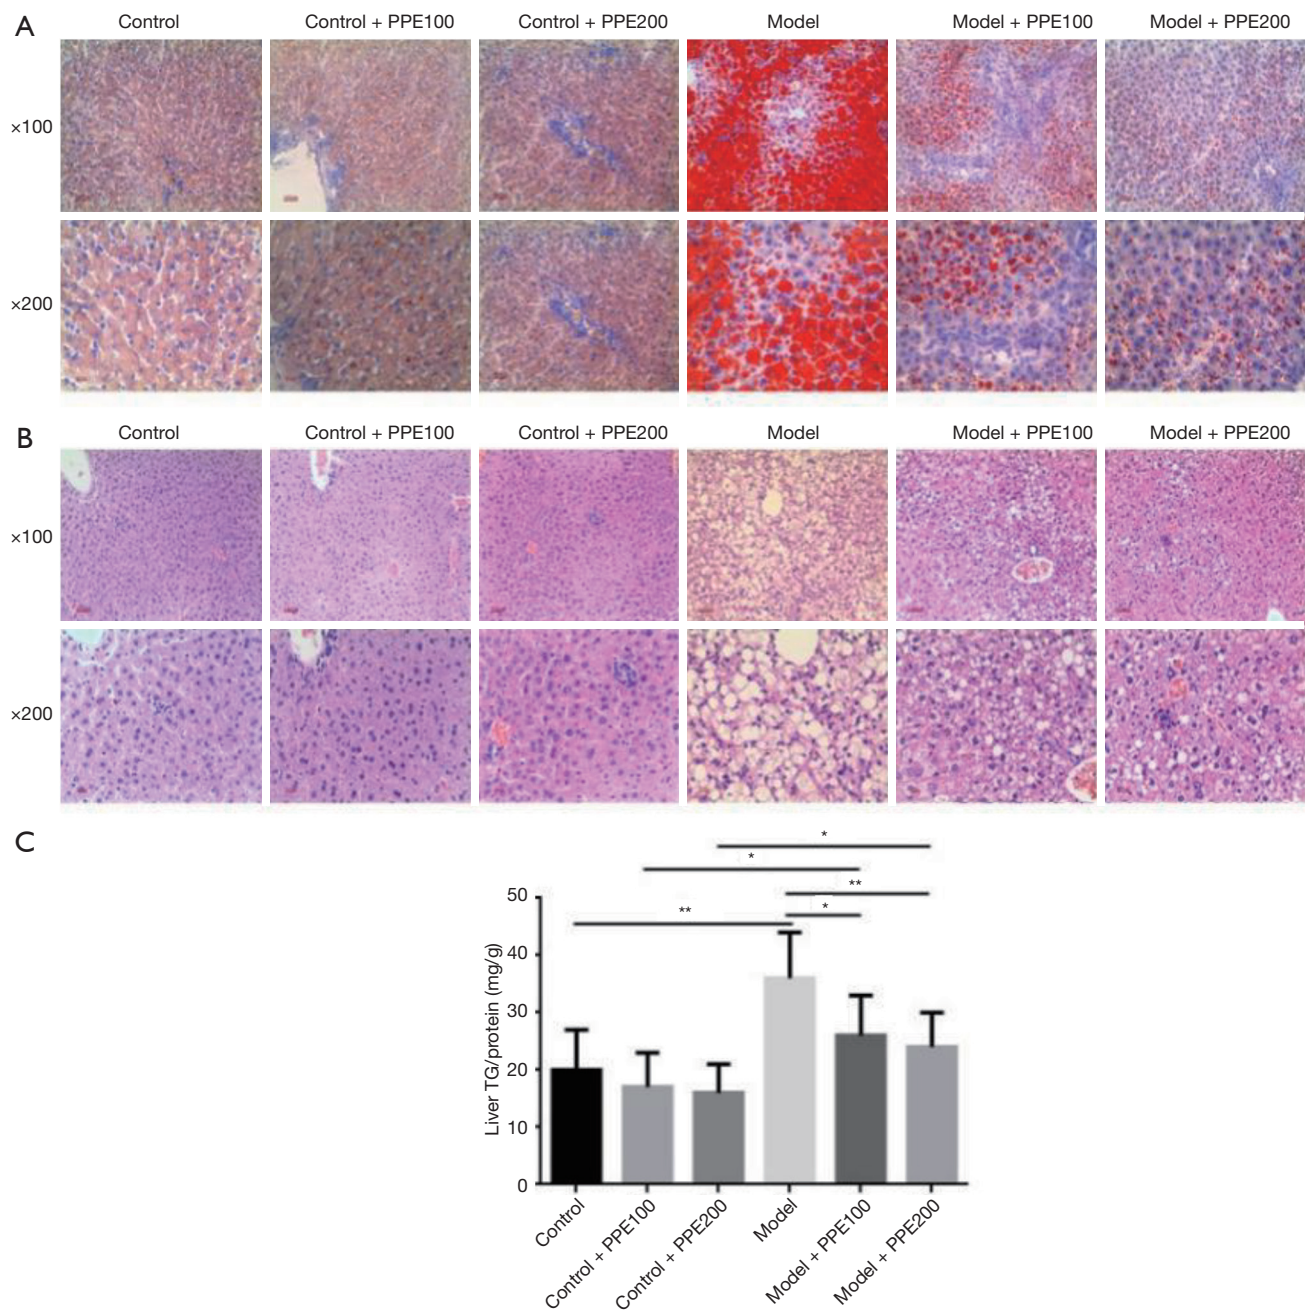 A
Control Control + PPE100 Control + PPE200 Model Model + PPE100 Model + PPE200
×100
×200
B
Control Control + PPE100 Control + PPE200 Model Model + PPE100 Model + PPE200
×100
×200
C
*
*
**
*
**
50
40
30
20
10
0
Liver TG/protein (mg/g)
Control
Control + PPE100
Control + PPE200
Model
Model + PPE100
Model + PPE200